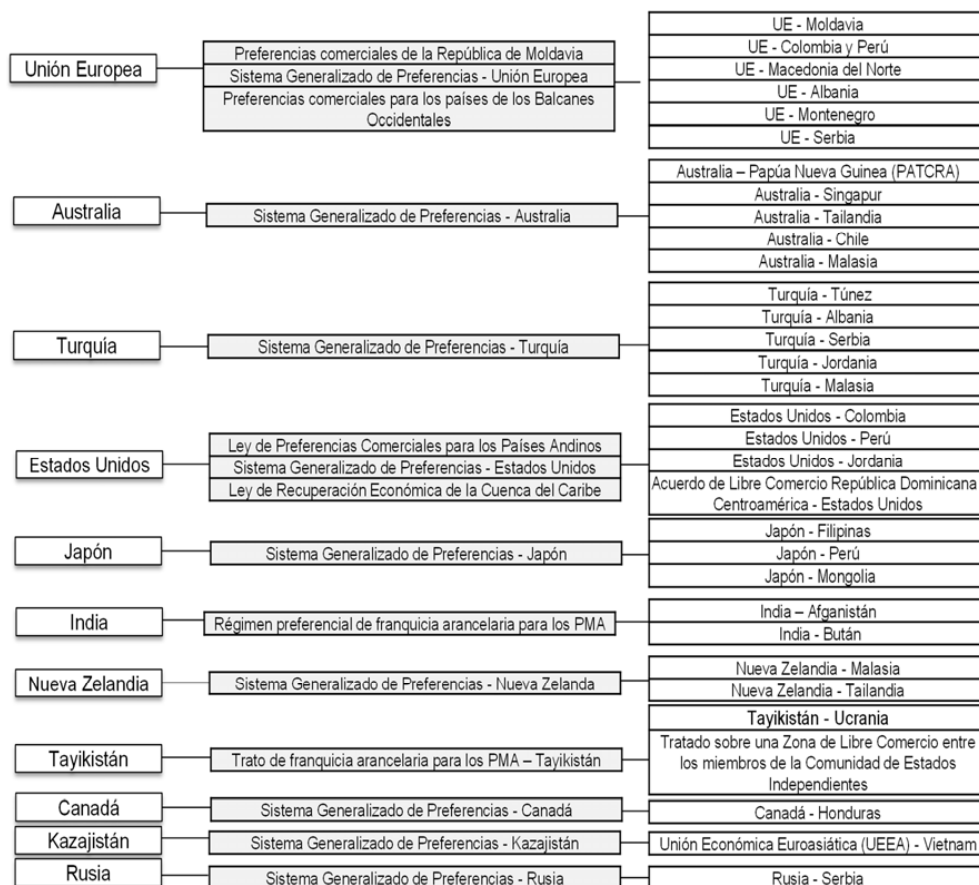 Unión Europea
Preferencias comerciales de la República de Moldavia
Sistema Generalizado de Preferencias - Unión Europea
Preferencias comerciales para los países de los Balcanes
Occidentales
UE - Moldavia
UE - Colombia y Perú
UE - Macedonia del Norte
UE - Albania
UE - Montenegro
UE - Serbia
Australia
Sistema Generalizado de Preferencias - Australia
Australia – Papúa Nueva Guinea (PATCRA)
Australia - Singapur
Australia - Tailandia
Australia - Chile
Australia - Malasia
Turquía
Sistema Generalizado de Preferencias - Turquía
Turquía - Túnez
Turquía - Albania
Turquía - Serbia
Turquía - Jordania
Turquía - Malasia
Estados Unidos
Ley de Preferencias Comerciales para los Países Andinos
Sistema Generalizado de Preferencias - Estados Unidos
Ley de Recuperación Económica de la Cuenca del Caribe
Estados Unidos - Colombia
Estados Unidos - Perú
Estados Unidos - Jordania
Acuerdo de Libre Comercio República Dominicana
Centroamérica - Estados Unidos
Japón
Sistema Generalizado de Preferencias - Japón
Japón - Filipinas
Japón - Perú
Japón - Mongolia
India
Régimen preferencial de franquicia arancelaria para los PMA
India – Afganistán
India - Bután
Nueva Zelandia
Sistema Generalizado de Preferencias - Nueva Zelanda
Nueva Zelandia - Malasia
Nueva Zelandia - Tailandia
Tayikistán
Trato de franquicia arancelaria para los PMA – Tayikistán
Tayikistán - Ucrania
Tratado sobre una Zona de Libre Comercio entre
los miembros de la Comunidad de Estados
Independientes
Canadá
Sistema Generalizado de Preferencias - Canadá
Canadá - Honduras
Kazajistán
Sistema Generalizado de Preferencias - Kazajistán
Unión Económica Euroasiática (UEEA) - Vietnam
Rusia
Sistema Generalizado de Preferencias - Rusia
Rusia - Serbia